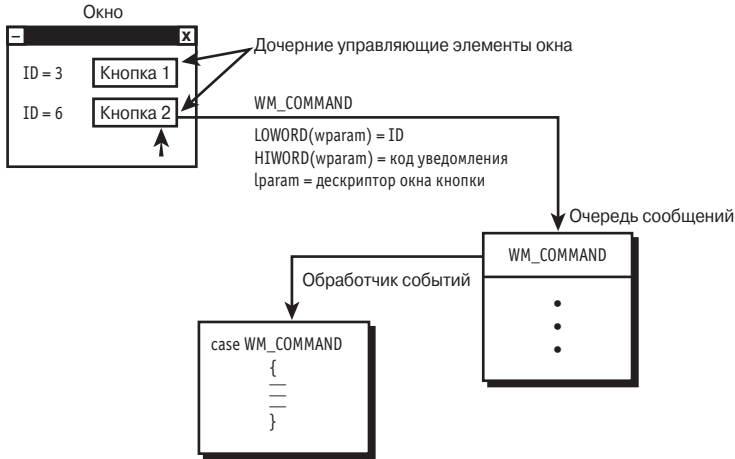 Окно
– x
Дочерние управляющие элементы окна
ID = 3 Кнопка 1
ID = 6 Кнопка 2
WM_COMMAND
LOWORD(wparam) = ID
HIWORD(wparam) = код уведомления
lparam = дескриптор окна кнопки
Очередь сообщений
WM_COMMAND
Обработчик событий
case WM_COMMAND
{
}